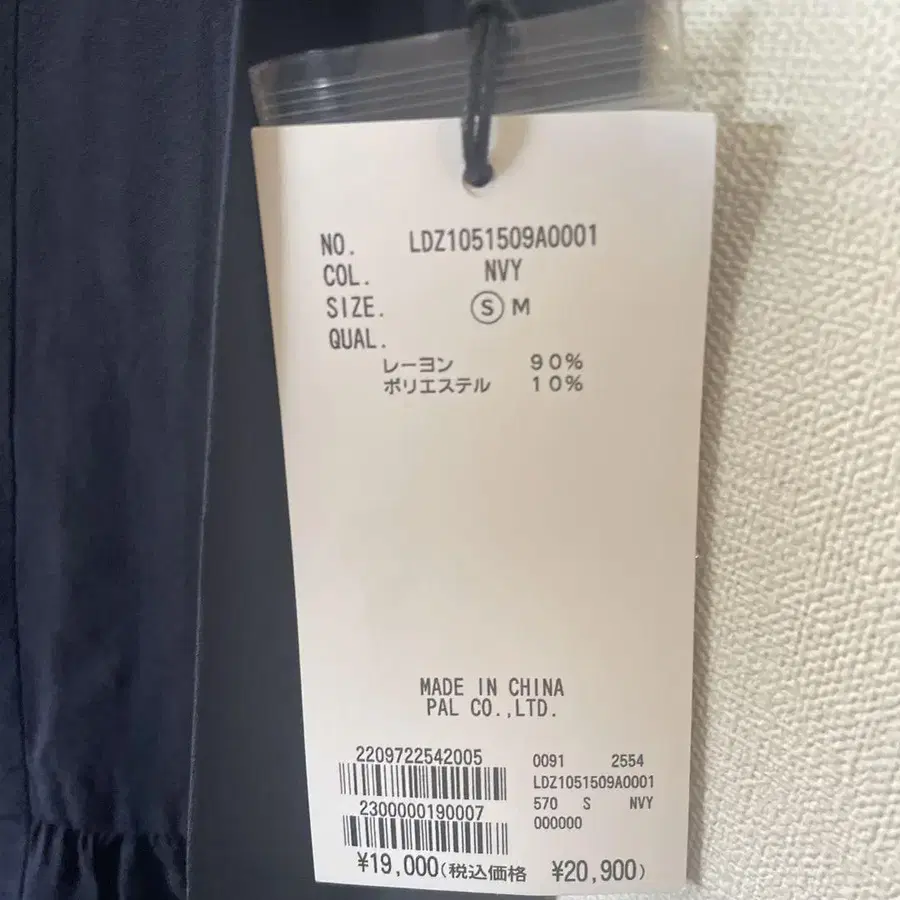 NO. LDZ1051509A0001
COL. NVY
SIZE. S M
QUAL.
レーヨン 90%
ポリエステル 10%
MADE IN CHINA
PAL CO.,LTD.
2209722542005
2300000190007
¥19,000(税込価格 ¥20,900)
0091 2554
LDZ1051509A0001
570 S NVY
000000